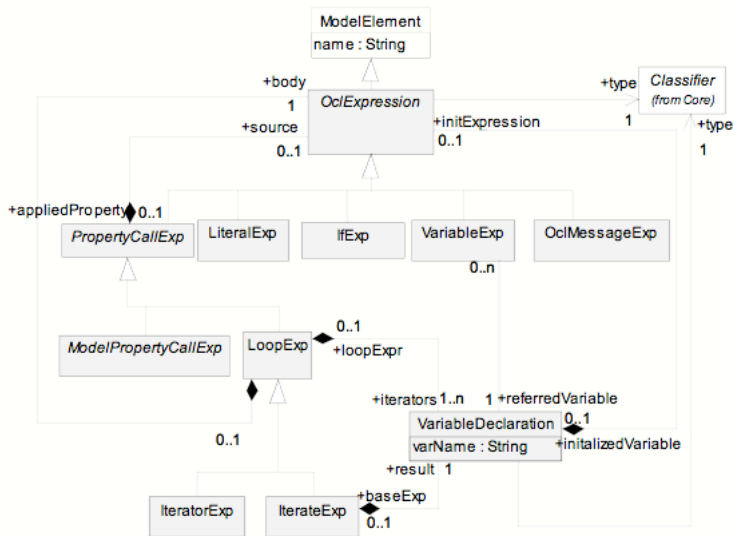 ModelElement
name : String
+body
1
OclExpression
+type
1
Classifier
(from Core)
+type
1
+source
0..1
+initExpression
0..1
+appliedProperty
0..1
PropertyCallExp
LiteralExp
IfExp
VariableExp
OclMessageExp
0..n
ModelPropertyCallExp
LoopExp
0..1
+loopExpr
+iterators
1..n
1
+referredVariable
0..1
VariableDeclaration
0..1
varName : String
+initalizedVariable
+result
1
IteratorExp
IterateExp
+baseExp
0..1